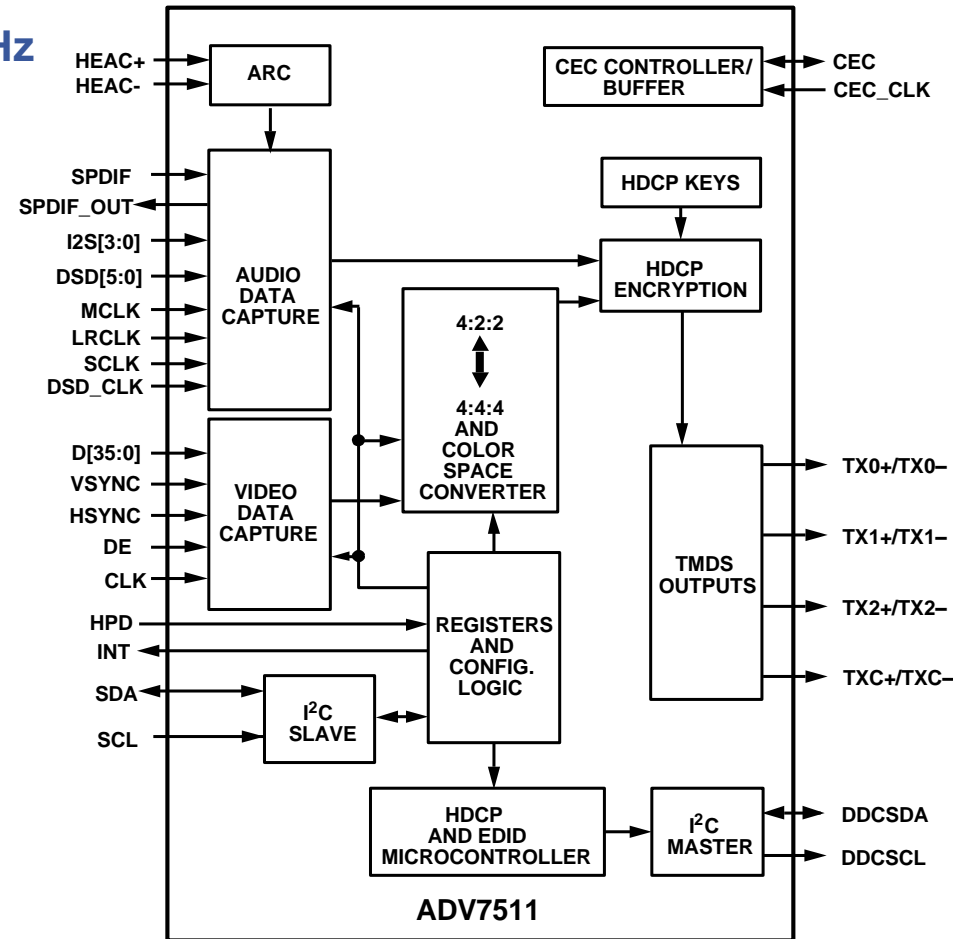 Hz
HEAC+
HEAC-
ARC
CEC CONTROLLER/
BUFFER
CEC
CEC_CLK
SPDIF
SPDIF_OUT
I2S[3:0]
DSD[5:0]
MCLK
LRCLK
SCLK
DSD_CLK
AUDIO
DATA
CAPTURE
HDCP KEYS
HDCP
ENCRYPTION
4:2:2
4:4:4
AND
COLOR
SPACE
CONVERTER
D[35:0]
VSYNC
HSYNC
DE
CLK
VIDEO
DATA
CAPTURE
TMDS
OUTPUTS
TX0+/TX0–
TX1+/TX1–
TX2+/TX2–
TXC+/TXC–
HPD
INT
SDA
SCL
REGISTERS
AND
CONFIG.
LOGIC
I²C
SLAVE
HDCP
AND EDID
MICROCONTROLLER
I²C
MASTER
DDCSDA
DDCSCL
ADV7511